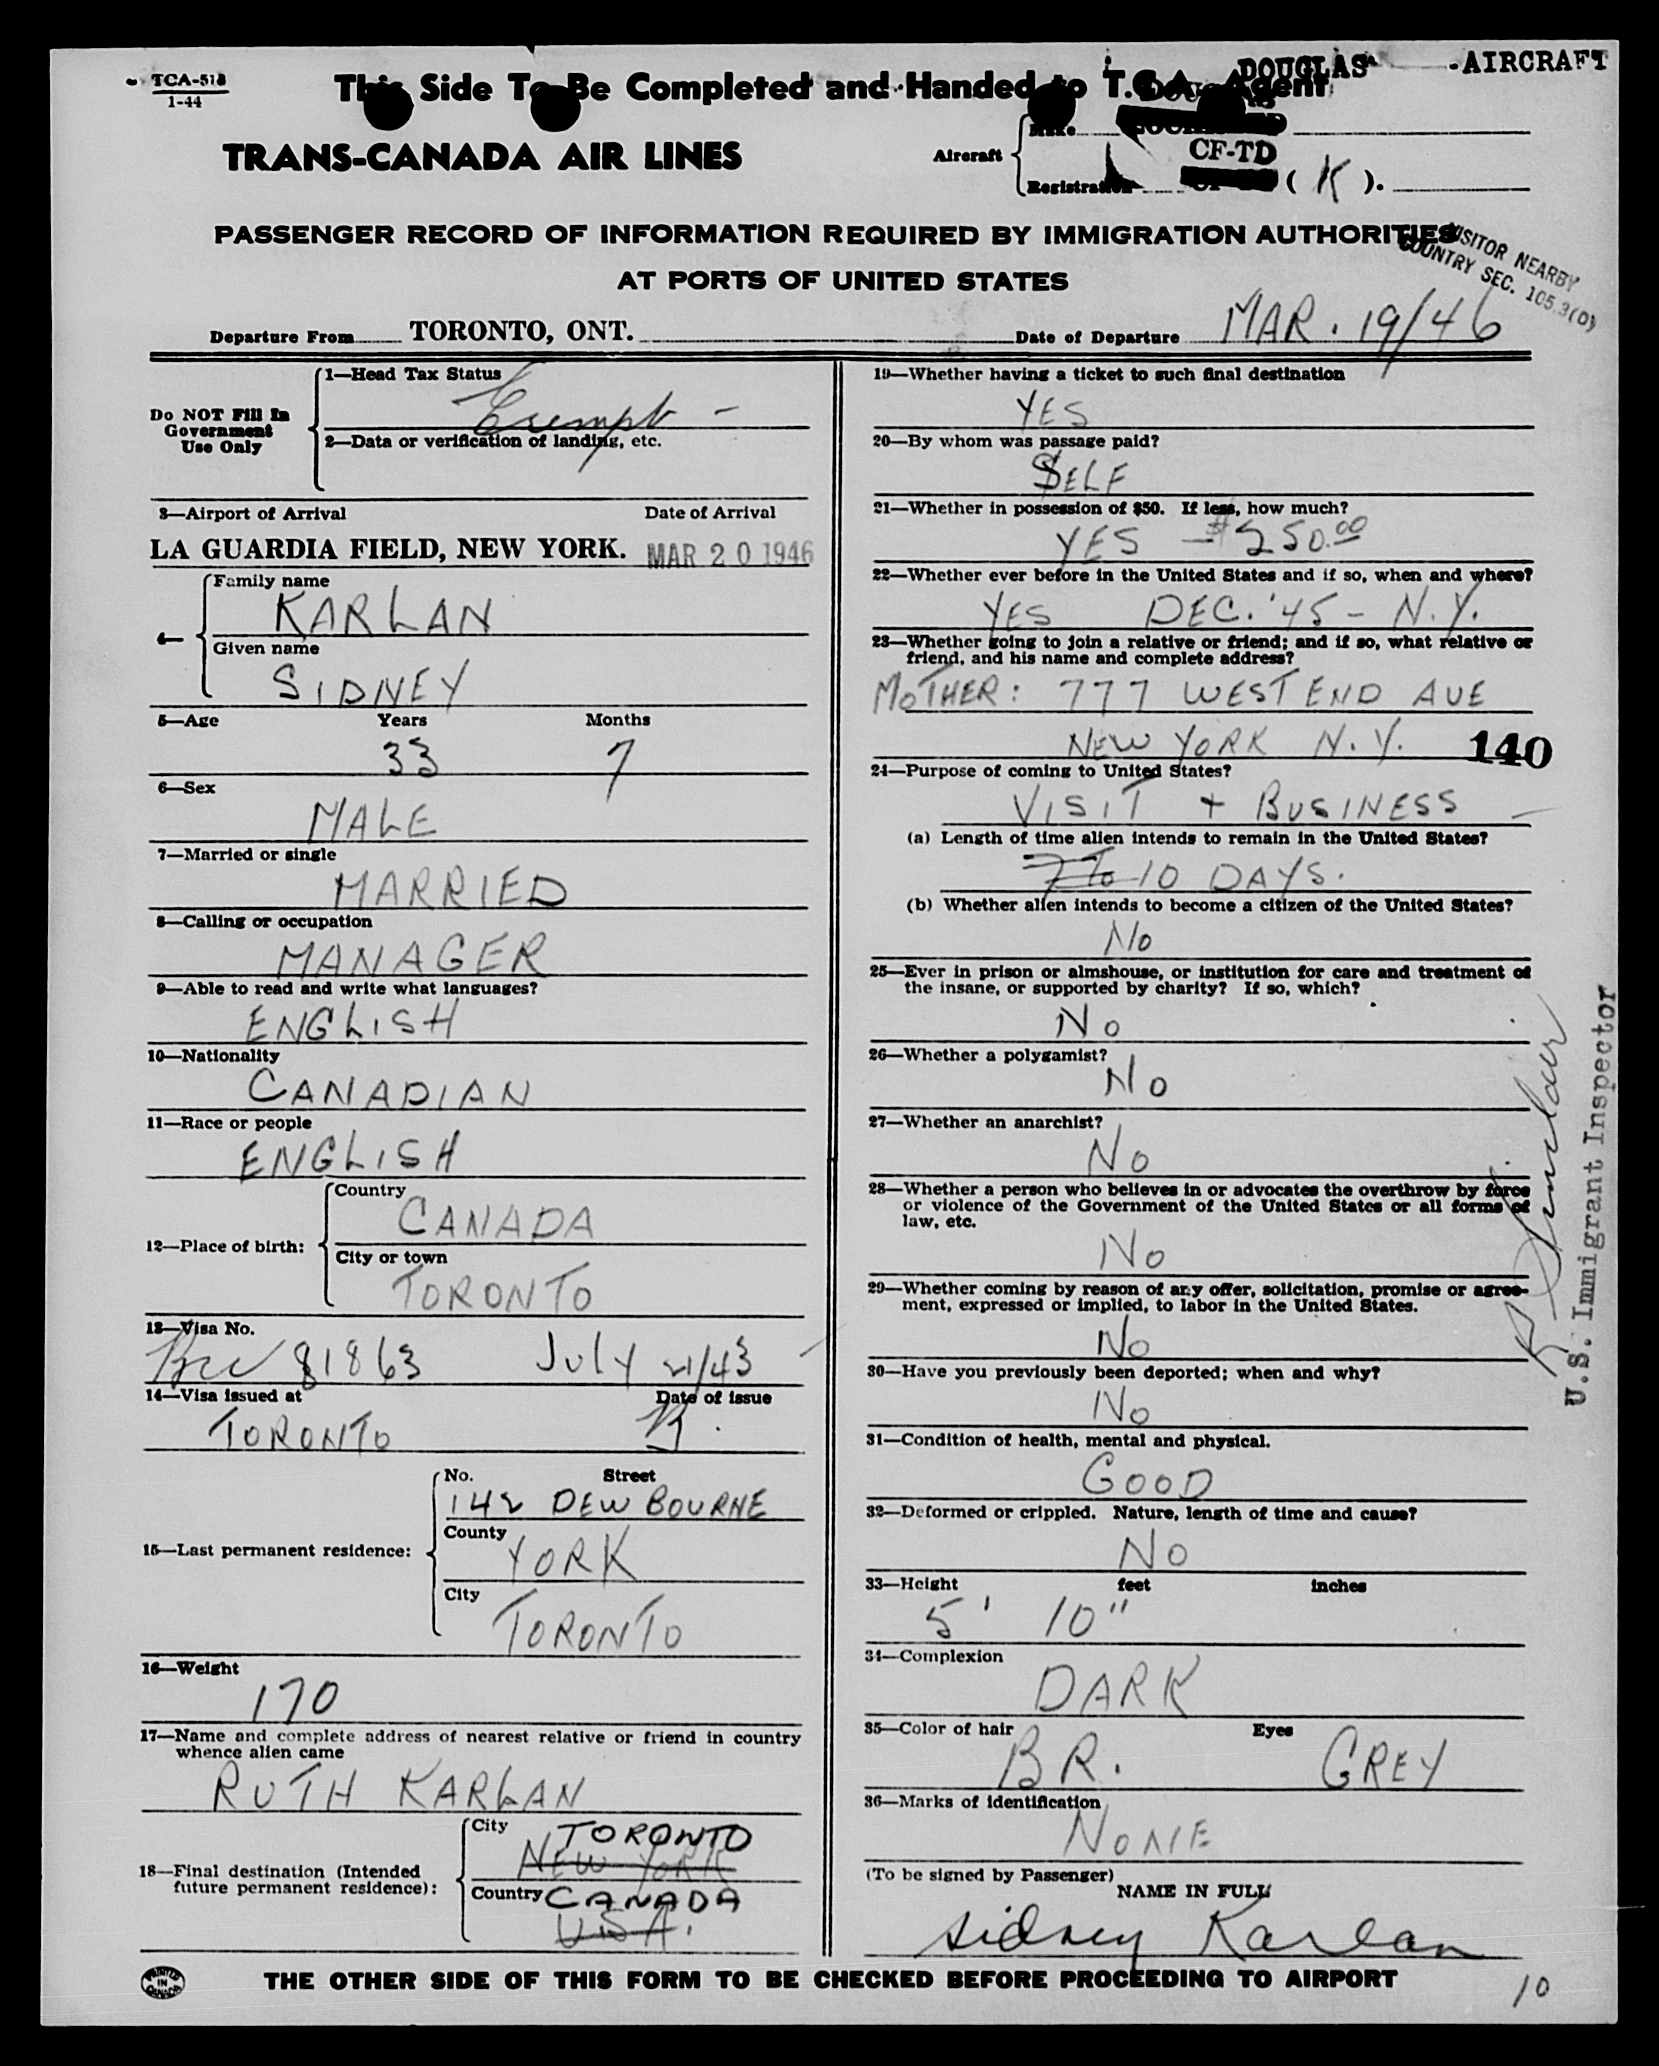 TCA-518
1-44
This Side To Be Completed and Handed to T.C.A. Agent
DOUGLAS AIRCRAFT
TRANS-CANADA AIR LINES
Aircraft
Make
CF-TD
Registration ( K ).
PASSENGER RECORD OF INFORMATION REQUIRED BY IMMIGRATION AUTHORITIES
AT PORTS OF UNITED STATES
VISITOR NEARBY
COUNTRY SEC. 105.3(D)
Departure From TORONTO, ONT. Date of Departure MAR. 19/46
Do NOT Fill In
Government
Use Only
1—Head Tax Status
Exempt -
2—Data or verification of landing, etc.
3—Airport of Arrival Date of Arrival
LA GUARDIA FIELD, NEW YORK. MAR 20 1946
4—
Family name
KARLAN
Given name
SIDNEY
5—Age Years Months
33 7
6—Sex
MALE
7—Married or single
MARRIED
8—Calling or occupation
MANAGER
9—Able to read and write what languages?
ENGLISH
10—Nationality
CANADIAN
11—Race or people
ENGLISH
12—Place of birth:
Country
CANADA
City or town
TORONTO
13—Visa No.
81863 July 21/43
14—Visa issued at Date of issue
TORONTO
15—Last permanent residence:
No. Street
142 DEWBOURNE
County
YORK
City
TORONTO
16—Weight
170
17—Name and complete address of nearest relative or friend in country
whence alien came
RUTH KARLAN
18—Final destination (Intended
future permanent residence):
City
TORONTO
NEW YORK
Country CANADA
USA.
19—Whether having a ticket to such final destination
YES
20—By whom was passage paid?
SELF
21—Whether in possession of $50. If less, how much?
YES - $250.00
22—Whether ever before in the United States and if so, when and where?
YES DEC. '45 - N.Y.
23—Whether going to join a relative or friend; and if so, what relative or
friend, and his name and complete address?
MOTHER: 777 WEST END AVE
NEW YORK N.Y.
140
24—Purpose of coming to United States?
VISIT + BUSINESS
(a) Length of time alien intends to remain in the United States?
7 To 10 DAYS.
(b) Whether alien intends to become a citizen of the United States?
No
25—Ever in prison or almshouse, or institution for care and treatment of
the insane, or supported by charity? If so, which?
No
26—Whether a polygamist?
No
27—Whether an anarchist?
No
28—Whether a person who believes in or advocates the overthrow by force
or violence of the Government of the United States or all forms of
law, etc.
No
29—Whether coming by reason of any offer, solicitation, promise or agree-
ment, expressed or implied, to labor in the United States.
No
30—Have you previously been deported; when and why?
No
31—Condition of health, mental and physical.
GOOD
32—Deformed or crippled. Nature, length of time and cause?
NO
33—Height feet inches
5' 10"
34—Complexion
DARK
35—Color of hair Eyes
BR. GREY
36—Marks of identification
NONE
(To be signed by Passenger)
NAME IN FULL
Sidney Karlan
U.S. Immigrant Inspector
PRINTED
IN
CANADA
THE OTHER SIDE OF THIS FORM TO BE CHECKED BEFORE PROCEEDING TO AIRPORT
10